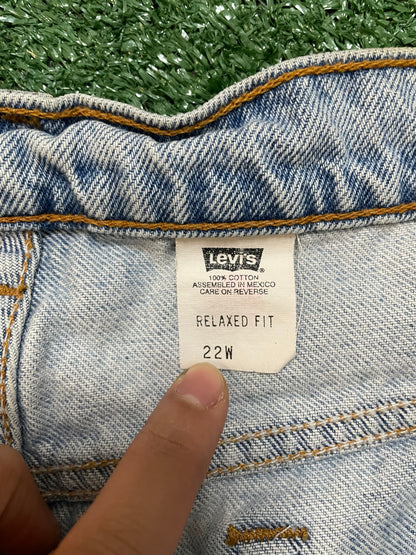 Levi's ®
100% COTTON
ASSEMBLED IN MEXICO
CARE ON REVERSE
RELAXED FIT
22W